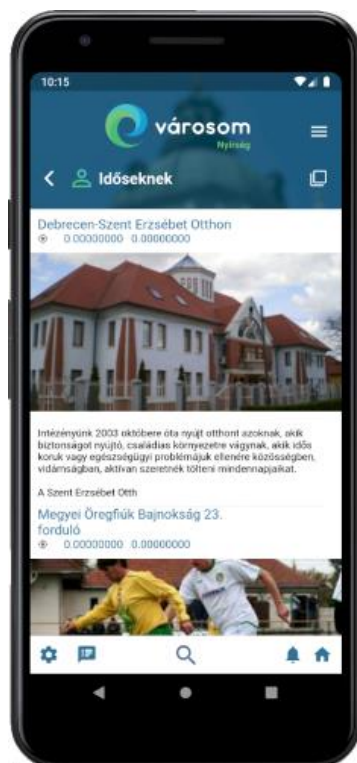 10:15
városom
Nyírség
Időseknek
Debrecen-Szent Erzsébet Otthon
0.00000000 0.00000000
Intézényünk 2003 októbere óta nyújt otthont azoknak, akik
biztonságot nyújtó, családias környezetre vágynak, akik idős
koruk vagy egészségügyi problémájuk ellenére közösségben,
vidámságban, aktívan szeretnék tölteni mindennapjaikat.
A Szent Erzsébet Otth
Megyei Öregfiúk Bajnokság 23.
forduló
0.00000000 0.00000000